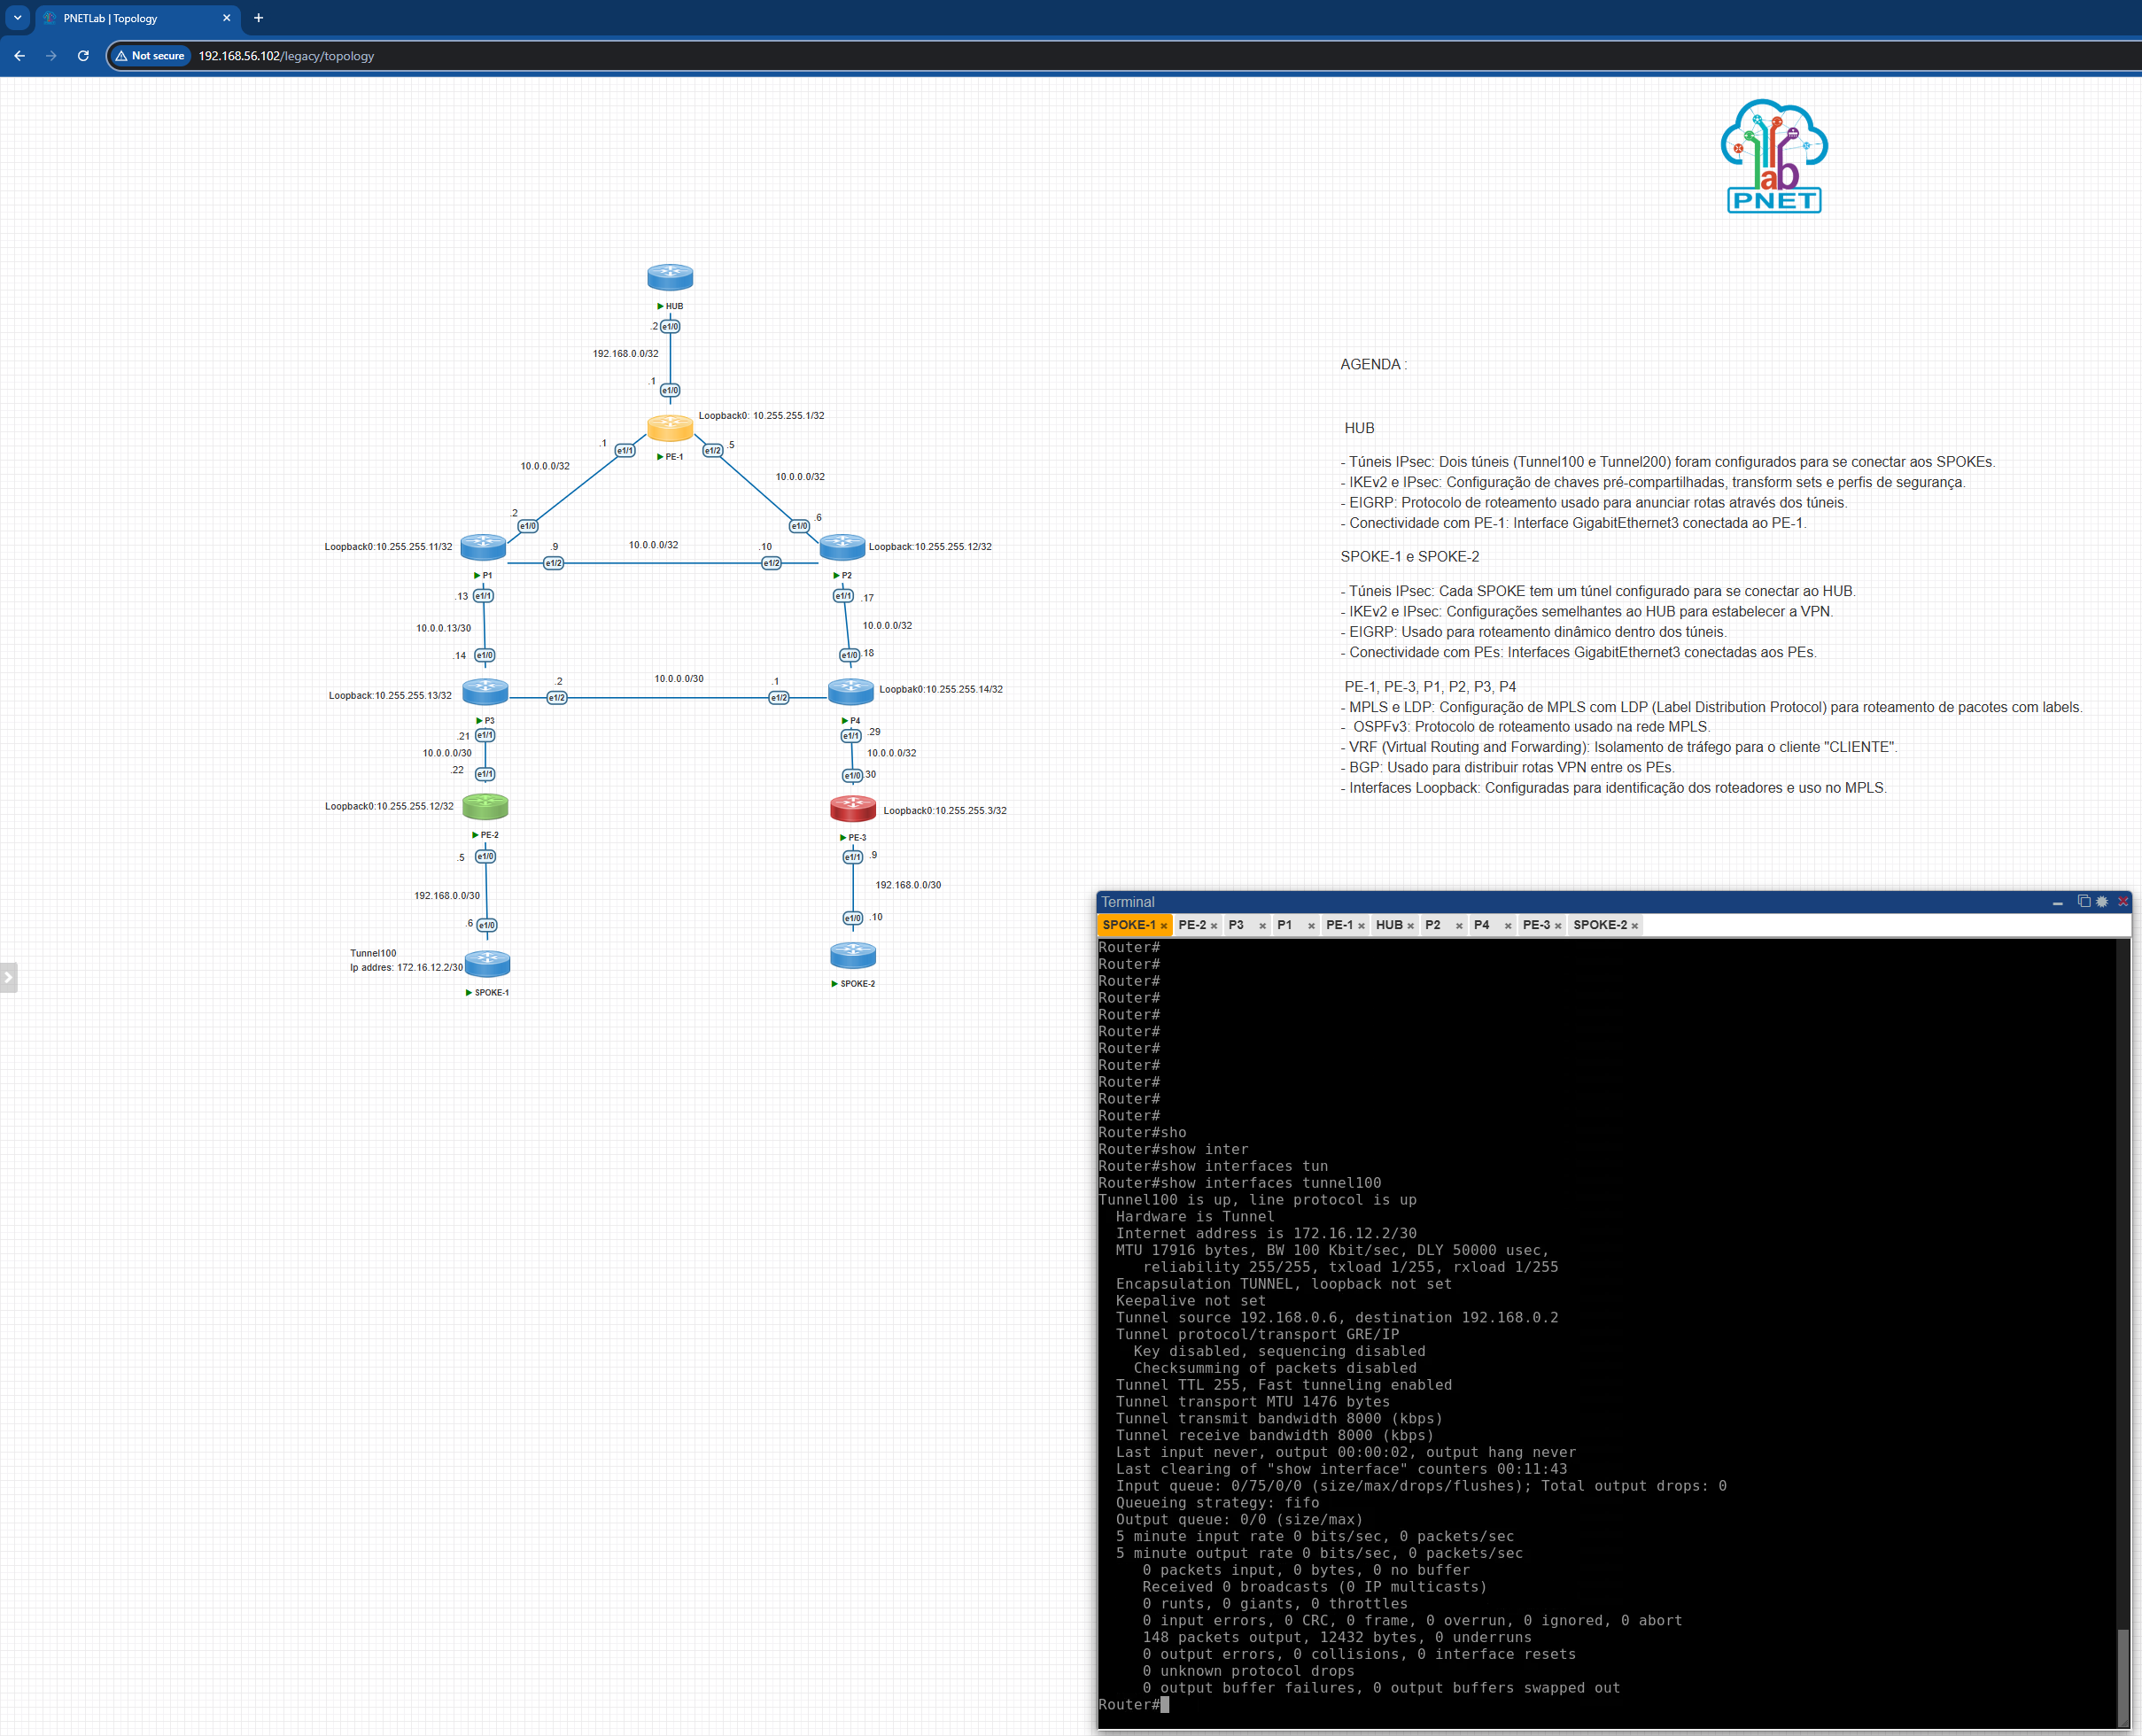 PNETLab | Topology
Not secure
192.168.56.102/legacy/topology
lab
PNET
HUB
.2
e1/0
192.168.0.0/32
.1
e1/0
Loopback0: 10.255.255.1/32
PE-1
.1
e1/1
e1/2
.5
10.0.0.0/32
10.0.0.0/32
.2
e1/0
e1/0
.6
Loopback0:10.255.255.11/32
.9
10.0.0.0/32
.10
Loopback:10.255.255.12/32
e1/2
e1/2
P1
P2
.13
e1/1
e1/1
.17
10.0.0.13/30
10.0.0.0/32
.14
e1/0
e1/0
.18
Loopback:10.255.255.13/32
.2
10.0.0.0/30
.1
Loopbak0:10.255.255.14/32
e1/2
e1/2
P3
P4
.21
e1/1
e1/1
.29
10.0.0.0/30
10.0.0.0/32
.22
e1/1
e1/0
.30
Loopback0:10.255.255.12/32
Loopback0:10.255.255.3/32
PE-2
PE-3
.5
e1/0
e1/1
.9
192.168.0.0/30
192.168.0.0/30
.6
e1/0
e1/0
.10
Tunnel100
Ip addres: 172.16.12.2/30
SPOKE-1
SPOKE-2
AGENDA :
HUB
- Túneis IPsec: Dois túneis (Tunnel100 e Tunnel200) foram configurados para se conectar aos SPOKEs.
- IKEv2 e IPsec: Configuração de chaves pré-compartilhadas, transform sets e perfis de segurança.
- EIGRP: Protocolo de roteamento usado para anunciar rotas através dos túneis.
- Conectividade com PE-1: Interface GigabitEthernet3 conectada ao PE-1.
SPOKE-1 e SPOKE-2
- Túneis IPsec: Cada SPOKE tem um túnel configurado para se conectar ao HUB.
- IKEv2 e IPsec: Configurações semelhantes ao HUB para estabelecer a VPN.
- EIGRP: Usado para roteamento dinâmico dentro dos túneis.
- Conectividade com PEs: Interfaces GigabitEthernet3 conectadas aos PEs.
PE-1, PE-3, P1, P2, P3, P4
- MPLS e LDP: Configuração de MPLS com LDP (Label Distribution Protocol) para roteamento de pacotes com labels.
- OSPFv3: Protocolo de roteamento usado na rede MPLS.
- VRF (Virtual Routing and Forwarding): Isolamento de tráfego para o cliente "CLIENTE".
- BGP: Usado para distribuir rotas VPN entre os PEs.
- Interfaces Loopback: Configuradas para identificação dos roteadores e uso no MPLS.
Terminal
SPOKE-1 PE-2 P3 P1 PE-1 HUB P2 P4 PE-3 SPOKE-2
Router#
Router#
Router#
Router#
Router#
Router#
Router#
Router#
Router#
Router#
Router#
Router#sho
Router#show inter
Router#show interfaces tun
Router#show interfaces tunnel100
Tunnel100 is up, line protocol is up
Hardware is Tunnel
Internet address is 172.16.12.2/30
MTU 17916 bytes, BW 100 Kbit/sec, DLY 50000 usec,
reliability 255/255, txload 1/255, rxload 1/255
Encapsulation TUNNEL, loopback not set
Keepalive not set
Tunnel source 192.168.0.6, destination 192.168.0.2
Tunnel protocol/transport GRE/IP
Key disabled, sequencing disabled
Checksumming of packets disabled
Tunnel TTL 255, Fast tunneling enabled
Tunnel transport MTU 1476 bytes
Tunnel transmit bandwidth 8000 (kbps)
Tunnel receive bandwidth 8000 (kbps)
Last input never, output 00:00:02, output hang never
Last clearing of "show interface" counters 00:11:43
Input queue: 0/75/0/0 (size/max/drops/flushes); Total output drops: 0
Queueing strategy: fifo
Output queue: 0/0 (size/max)
5 minute input rate 0 bits/sec, 0 packets/sec
5 minute output rate 0 bits/sec, 0 packets/sec
0 packets input, 0 bytes, 0 no buffer
Received 0 broadcasts (0 IP multicasts)
0 runts, 0 giants, 0 throttles
0 input errors, 0 CRC, 0 frame, 0 overrun, 0 ignored, 0 abort
148 packets output, 12432 bytes, 0 underruns
0 output errors, 0 collisions, 0 interface resets
0 unknown protocol drops
0 output buffer failures, 0 output buffers swapped out
Router#